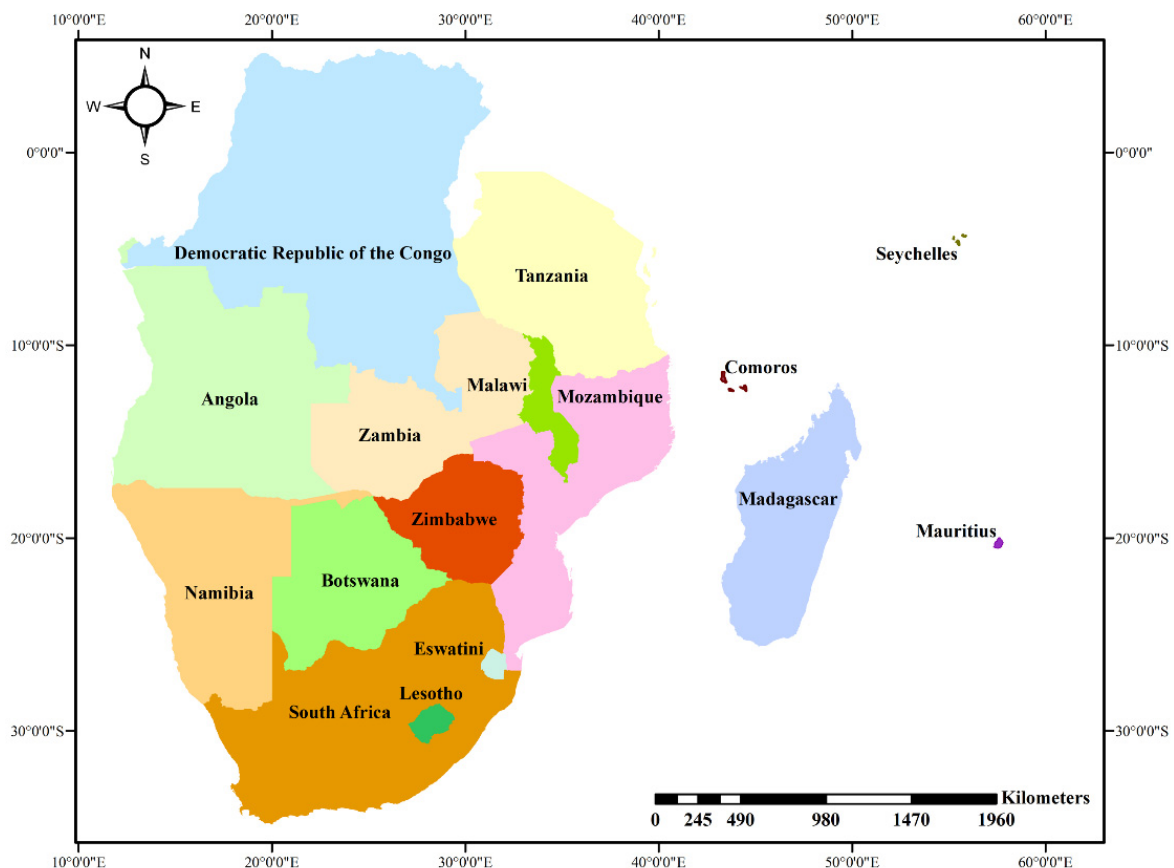 10°0'0"E 20°0'0"E 30°0'0"E 40°0'0"E 50°0'0"E 60°0'0"E
N
W E
S
0°0'0" 0°0'0"
Democratic Republic of the Congo
Seychelles
Tanzania
10°0'0"S 10°0'0"S
Comoros
Malawi
Mozambique
Angola
Zambia
Madagascar
Zimbabwe
Mauritius
20°0'0"S 20°0'0"S
Botswana
Namibia
Eswatini
Lesotho
South Africa
30°0'0"S 30°0'0"S
Kilometers
0 245 490 980 1470 1960
10°0'0"E 20°0'0"E 30°0'0"E 40°0'0"E 50°0'0"E 60°0'0"E